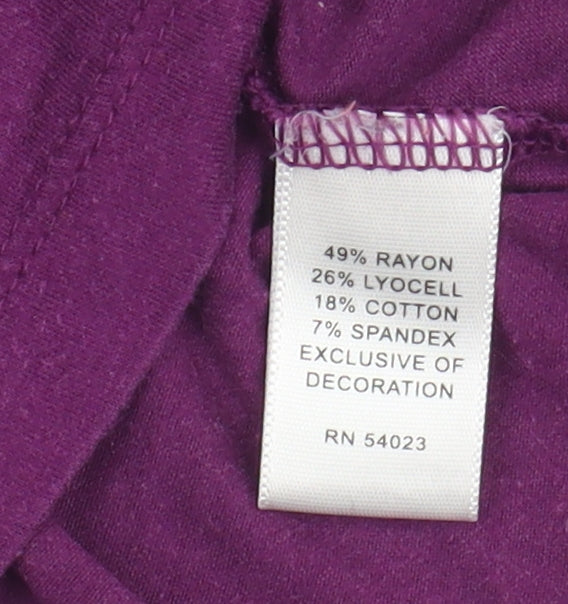 49% RAYON
26% LYOCELL
18% COTTON
7% SPANDEX
EXCLUSIVE OF
DECORATION
RN 54023